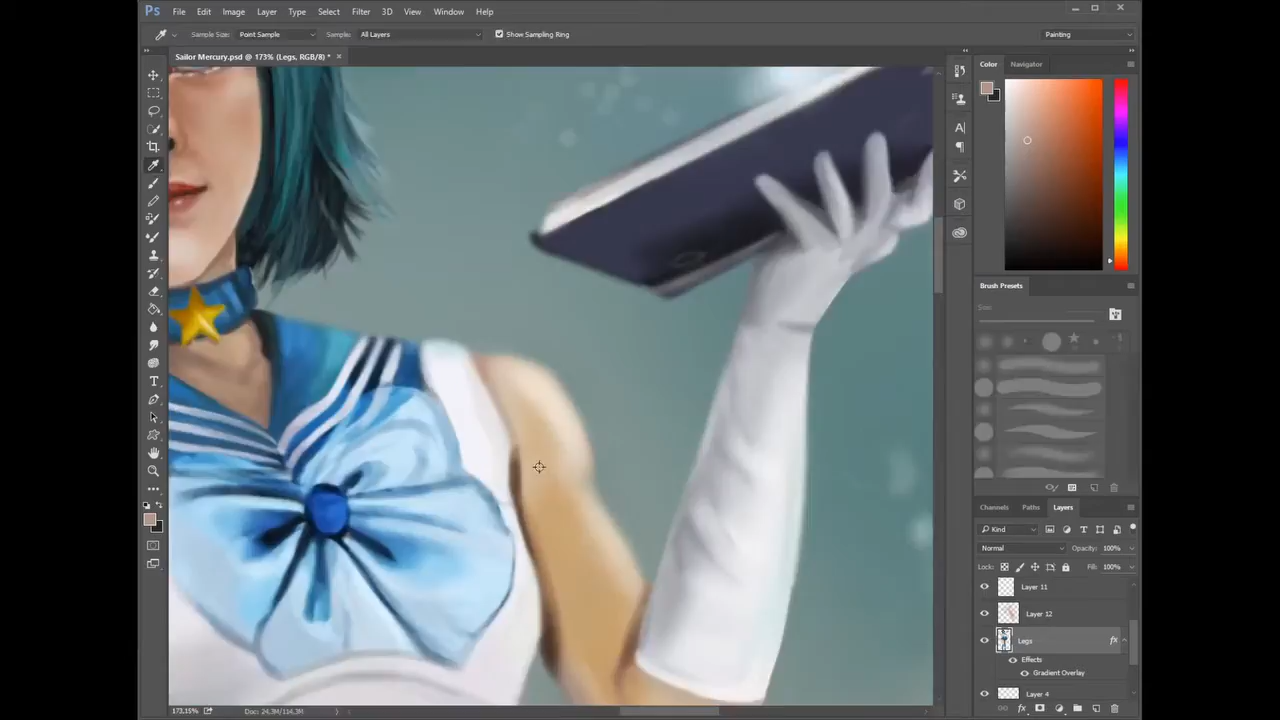 Ps File Edit Image Layer Type Select Filter 3D View Window Help
Sample Size: Point Sample Sample: All Layers Show Sampling Ring Painting
Sailor Mercury.psd @ 173% (Legs, RGB/8) * ×
Color Navigator
Brush Presets
Size:
Channels Paths Layers
Kind
Normal Opacity: 100%
Lock: Fill: 100%
Layer 11
Layer 12
Legs fx
Effects
Gradient Overlay
Layer 4
173.15% Doc: 24.3M/114.3M